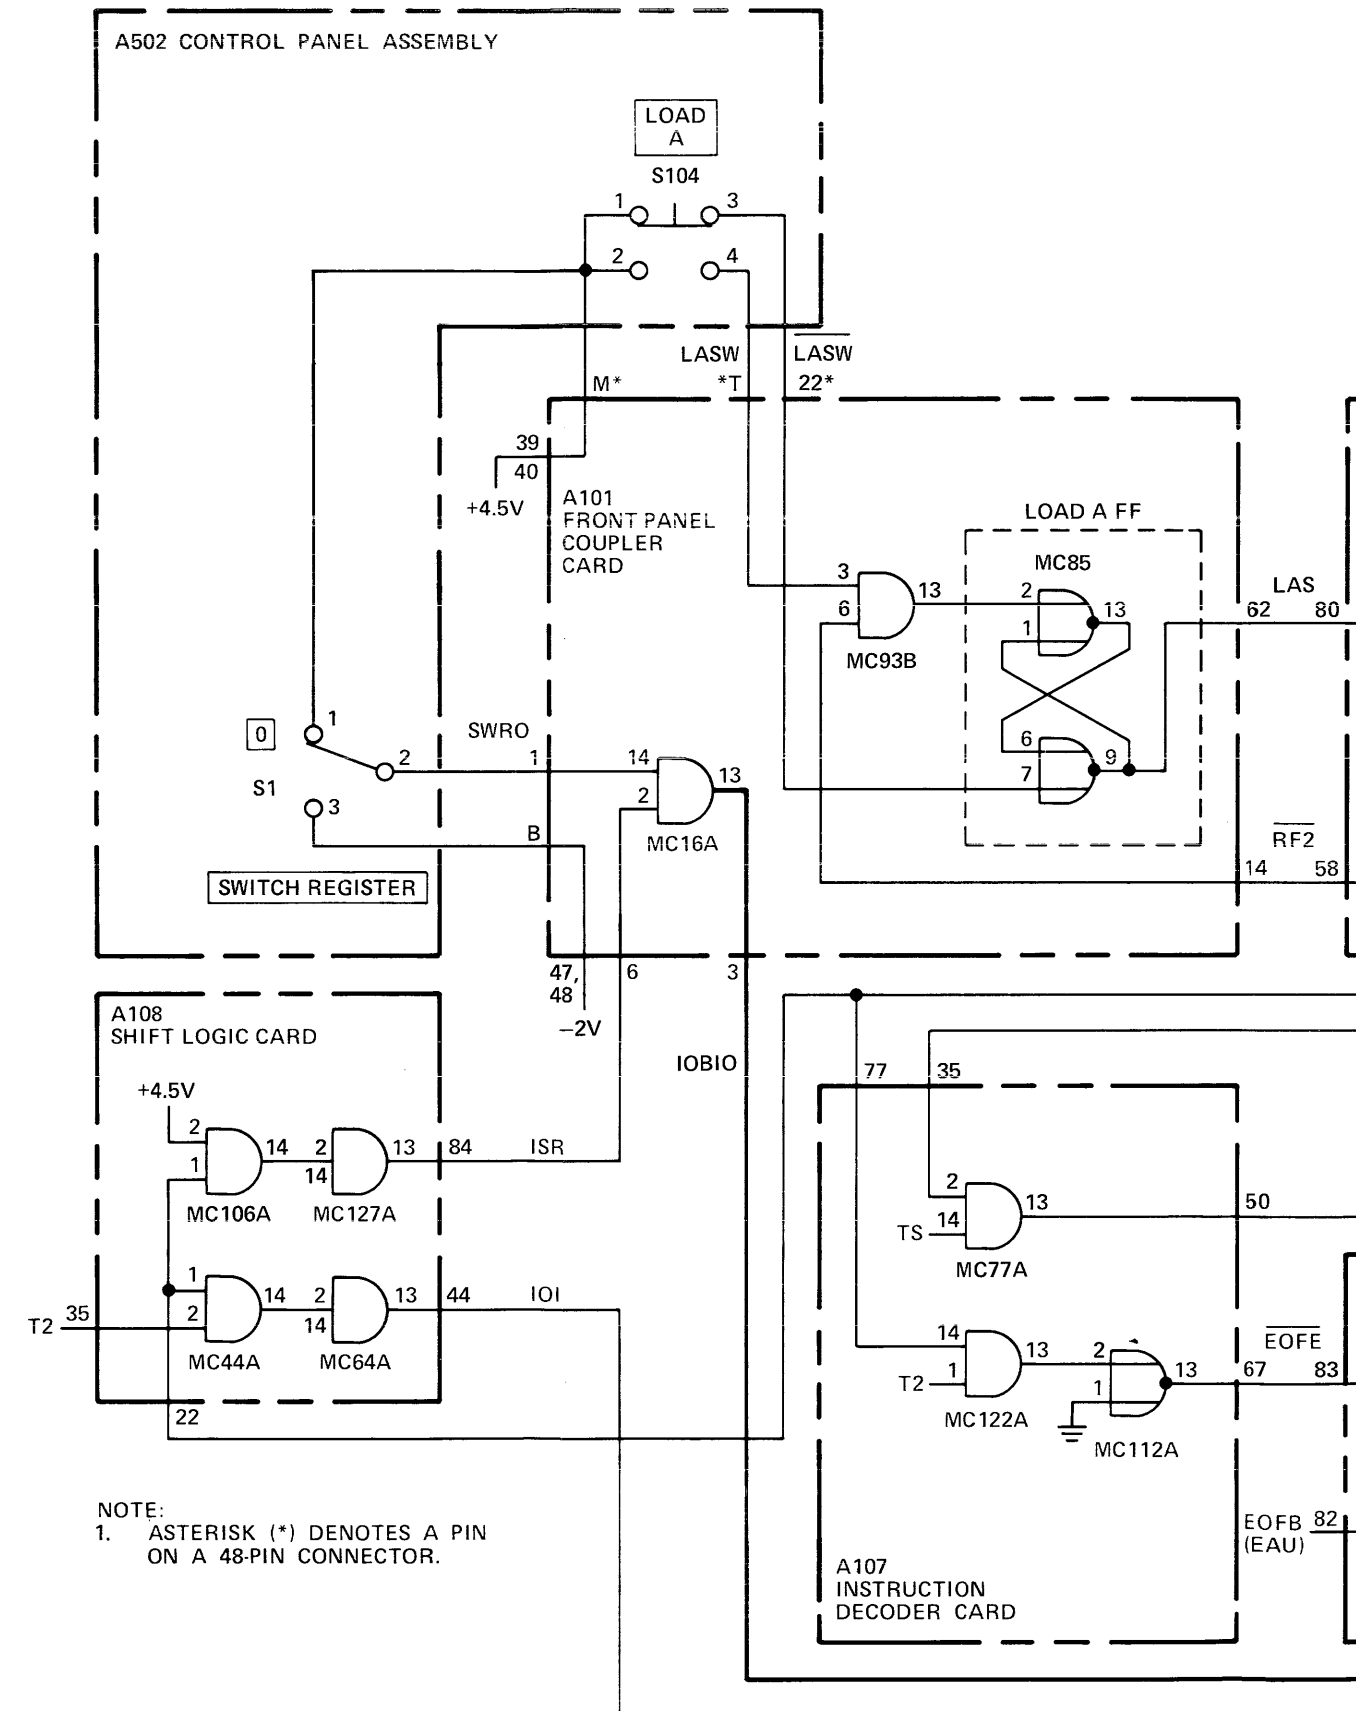 A502 CONTROL PANEL ASSEMBLY
LOAD
A
S104
1
3
2
4
LASW
LASW
M*
*T
22*
39
40
+4.5V
A101
FRONT PANEL
COUPLER
CARD
LOAD A FF
MC85
3
6
13
MC93B
2
1
13
6
7
9
LAS
62
80
RF2
14
58
0
S1
1
2
3
SWRO
1
14
2
13
MC16A
B
SWITCH REGISTER
47,
48
6
3
−2V
IOBIO
A108
SHIFT LOGIC CARD
+4.5V
2
1
14
2
14
13
84
ISR
MC106A
MC127A
T2
35
1
2
14
2
14
13
44
IOI
MC44A
MC64A
22
77
35
2
TS
14
13
50
MC77A
14
T2
1
13
2
1
13
67
EOFE
83
MC122A
MC112A
EOFB
(EAU)
82
A107
INSTRUCTION
DECODER CARD
NOTE:
1. ASTERISK (*) DENOTES A PIN
ON A 48-PIN CONNECTOR.